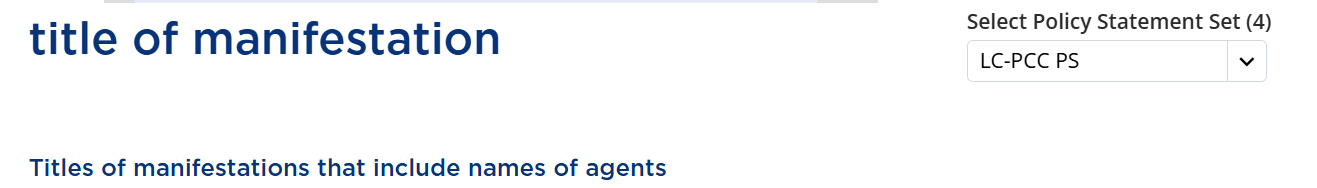 title of manifestation
Select Policy Statement Set (4)
LC-PCC PS
Titles of manifestations that include names of agents